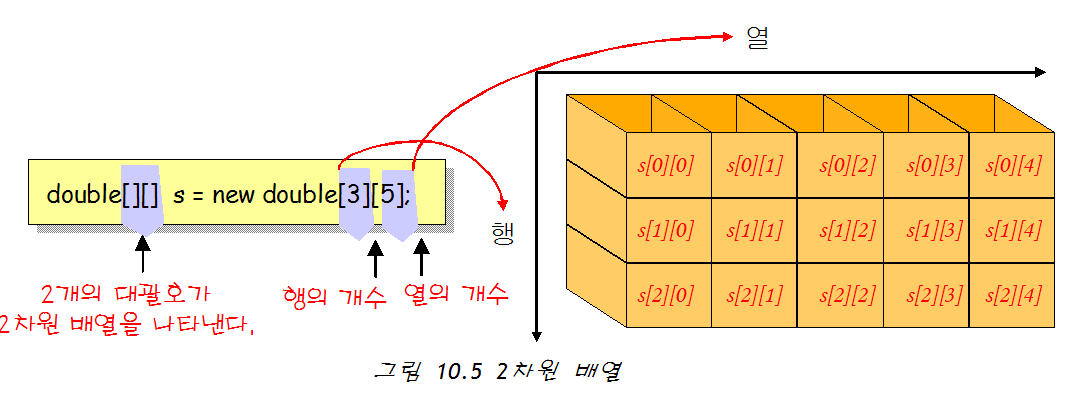 열
double[][] s = new double[3][5];
행
2개의 대괄호가
2차원 배열을 나타낸다.
행의 개수
열의 개수
s[0][0] s[0][1] s[0][2] s[0][3] s[0][4]
s[1][0] s[1][1] s[1][2] s[1][3] s[1][4]
s[2][0] s[2][1] s[2][2] s[2][3] s[2][4]
그림 10.5 2차원 배열